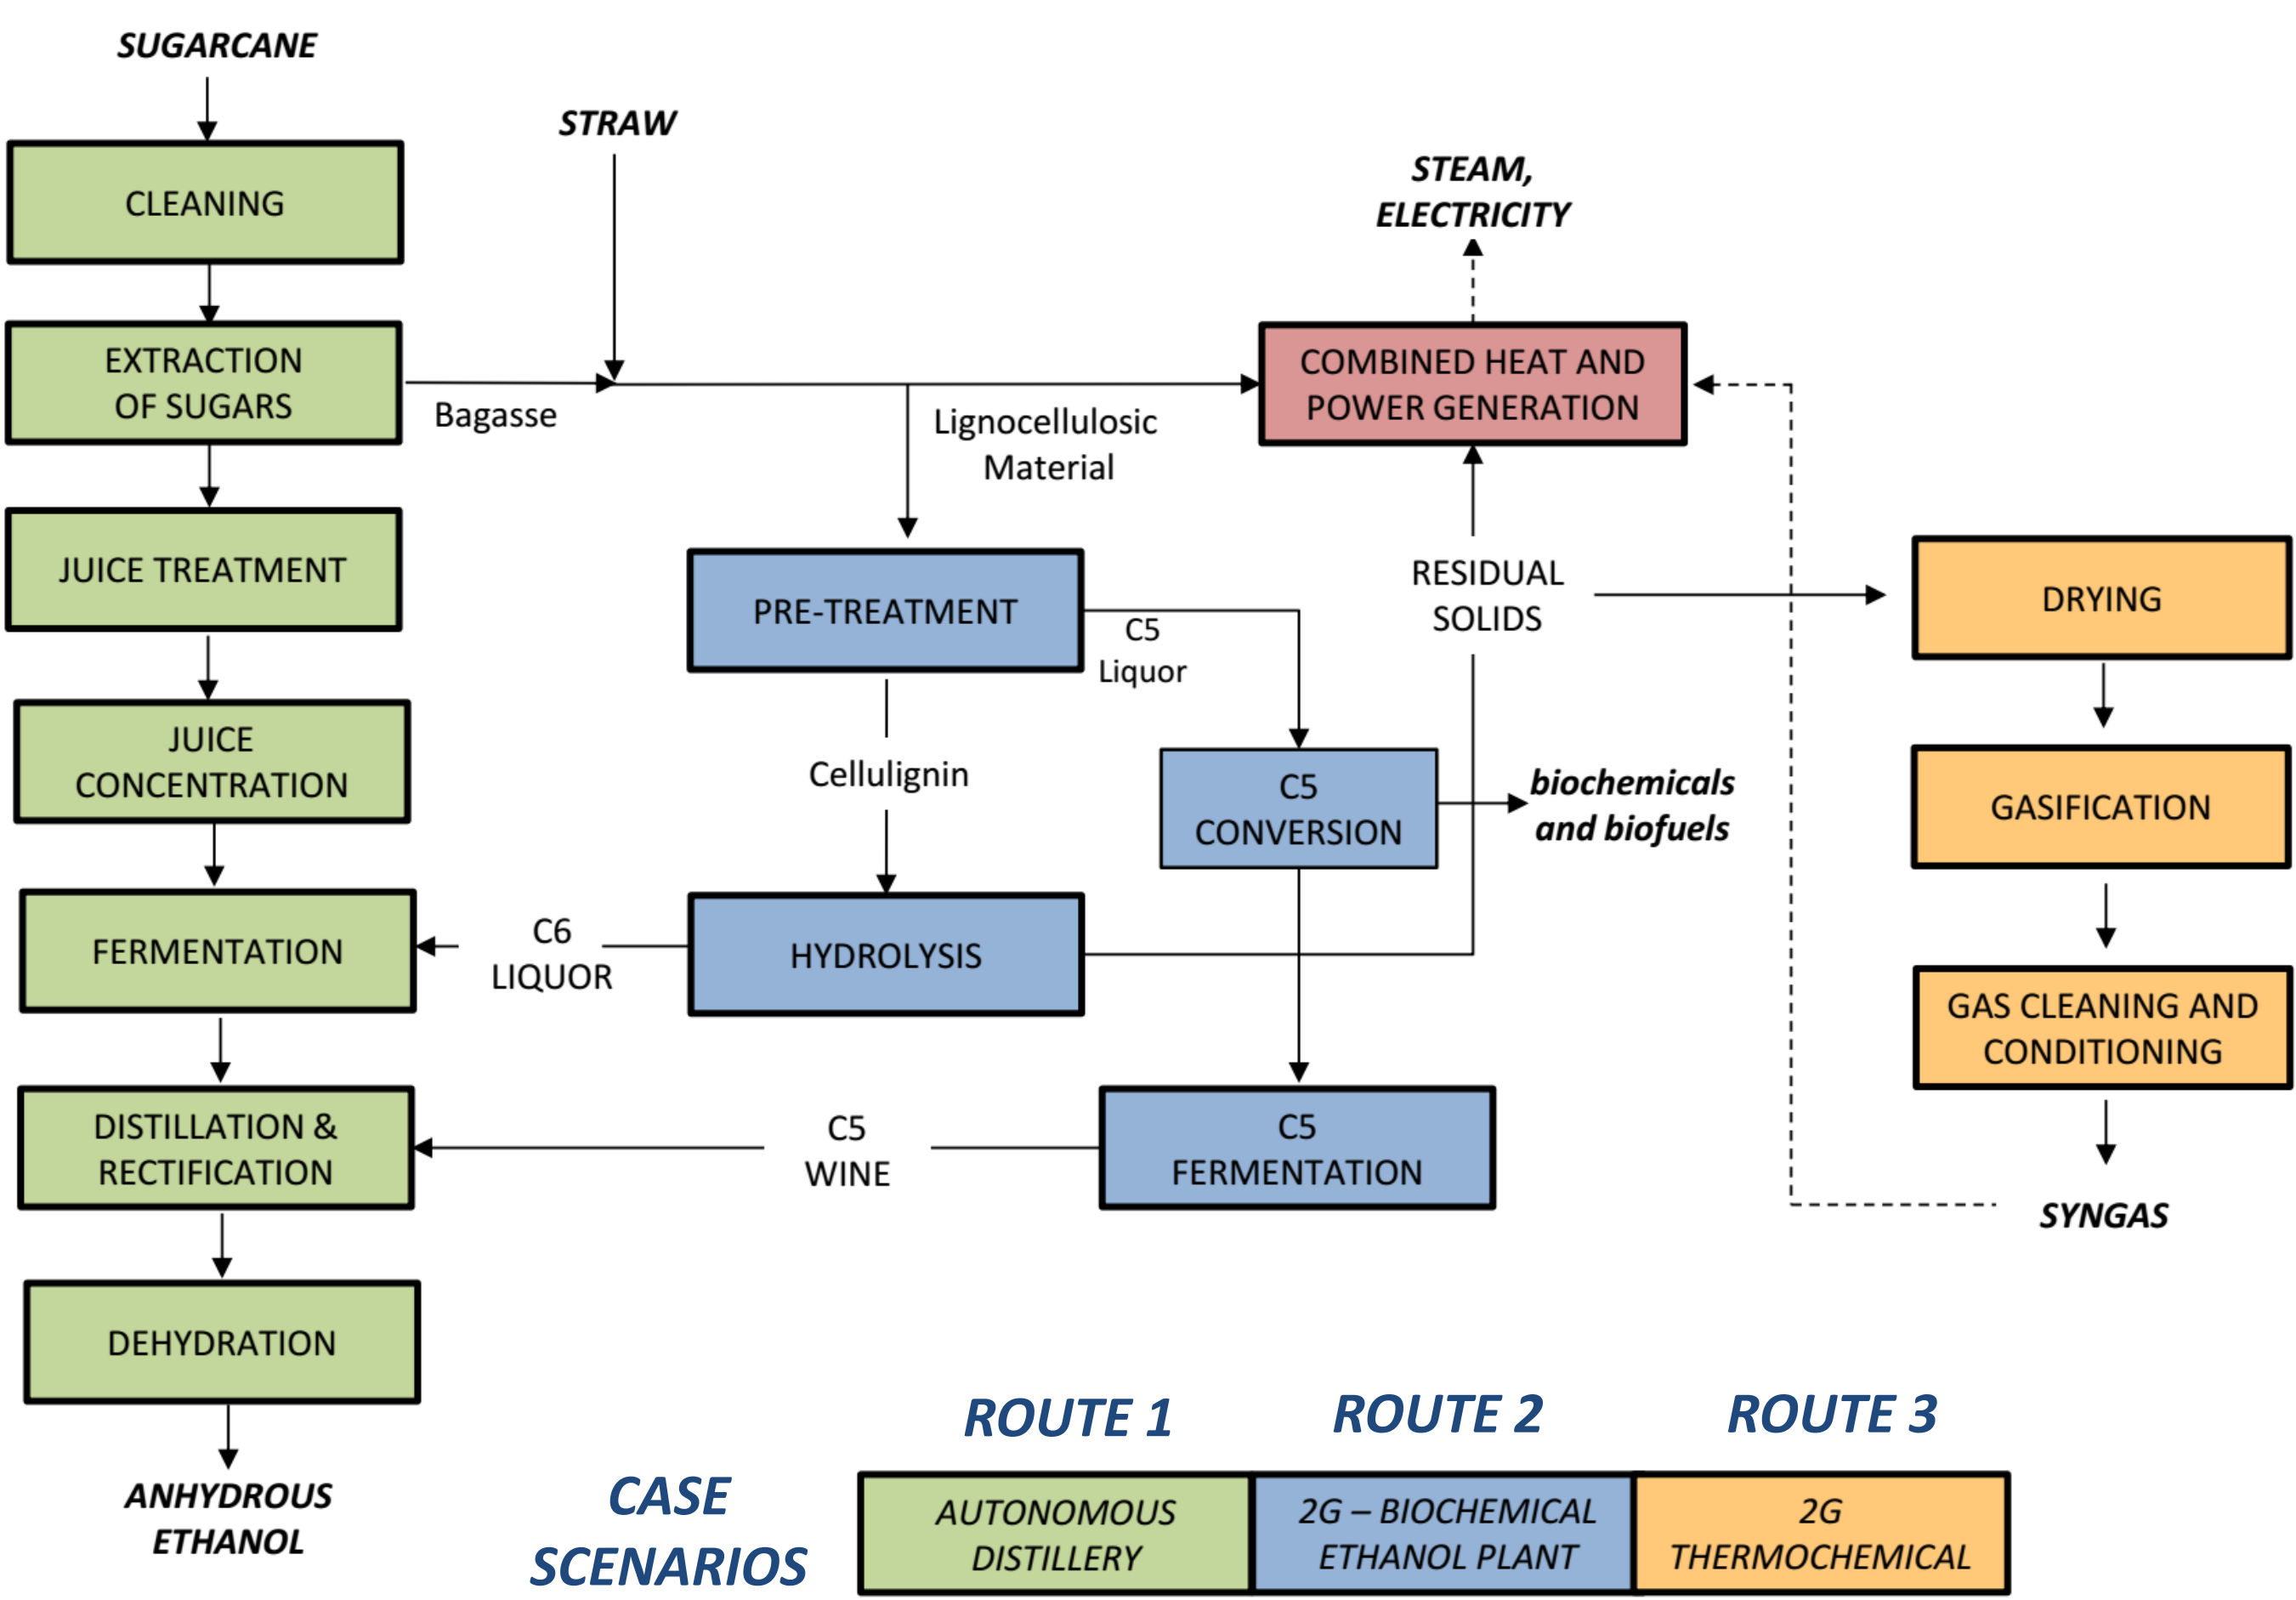 SUGARCANE
CLEANING
EXTRACTION
OF SUGARS
JUICE TREATMENT
JUICE
CONCENTRATION
FERMENTATION
DISTILLATION &
RECTIFICATION
DEHYDRATION
ANHYDROUS
ETHANOL
STRAW
Bagasse
Lignocellulosic
Material
PRE-TREATMENT
C5
Liquor
Cellulignin
HYDROLYSIS
C6
LIQUOR
C5
CONVERSION
biochemicals
and biofuels
C5
FERMENTATION
C5
WINE
STEAM,
ELECTRICITY
COMBINED HEAT AND
POWER GENERATION
RESIDUAL
SOLIDS
DRYING
GASIFICATION
GAS CLEANING AND
CONDITIONING
SYNGAS
CASE
SCENARIOS
ROUTE 1
AUTONOMOUS
DISTILLERY
ROUTE 2
2G – BIOCHEMICAL
ETHANOL PLANT
ROUTE 3
2G
THERMOCHEMICAL